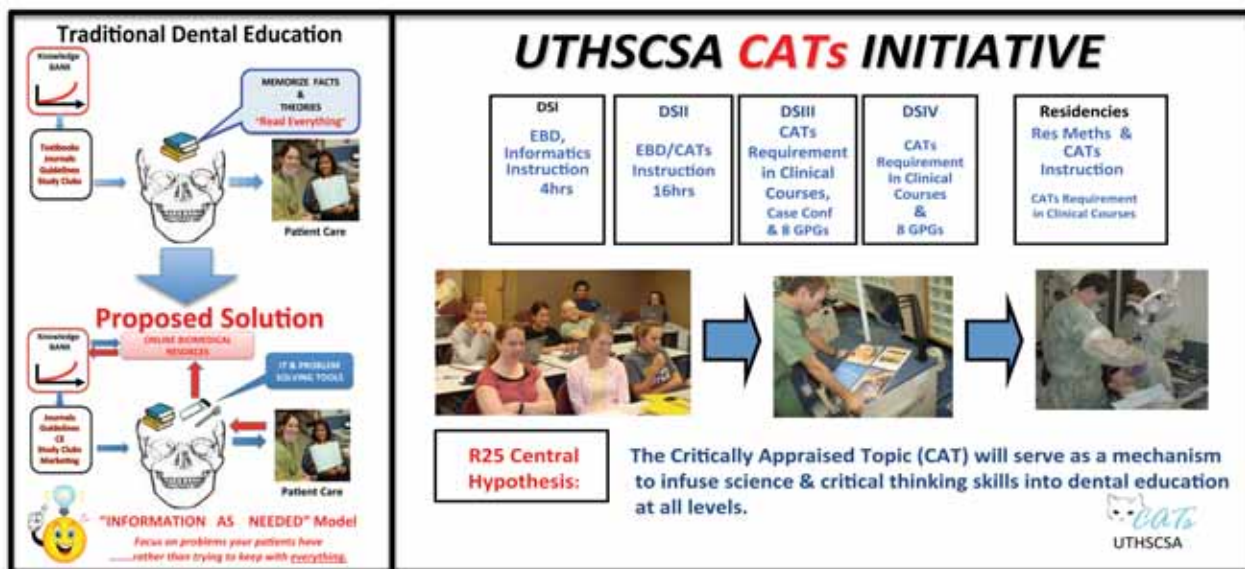 Traditional Dental Education
Knowledge
BANK
MEMORIZE FACTS
&
THEORIES
"Read Everything"
Textbooks
Journals
Guidelines
Study Clubs
Patient Care
Proposed Solution
Knowledge
BANK
ONLINE BIOMEDICAL
RESORCES
IT & PROBLEM
SOLVING TOOLS
Journals
Guidelines
CE
Study Clubs
Marketing
Patient Care
"INFORMATION AS NEEDED" Model
Focus on problems your patients have
.......rather than trying to keep with everything.
UTHSCSA CATs INITIATIVE
DSI
EBD,
Informatics
Instruction
4hrs
DSII
EBD/CATs
Instruction
16hrs
DSIII
CATs
Requirement
in Clinical
Courses,
Case Conf
& 8 GPGs
DSIV
CATs
Requirement
In Clinical
Courses
&
8 GPGs
Residencies
Res Meths &
CATs
Instruction
CATs Requirement
in Clinical Courses
R25 Central
Hypothesis:
The Critically Appraised Topic (CAT) will serve as a mechanism
to infuse science & critical thinking skills into dental education
at all levels.
CATs
UTHSCSA